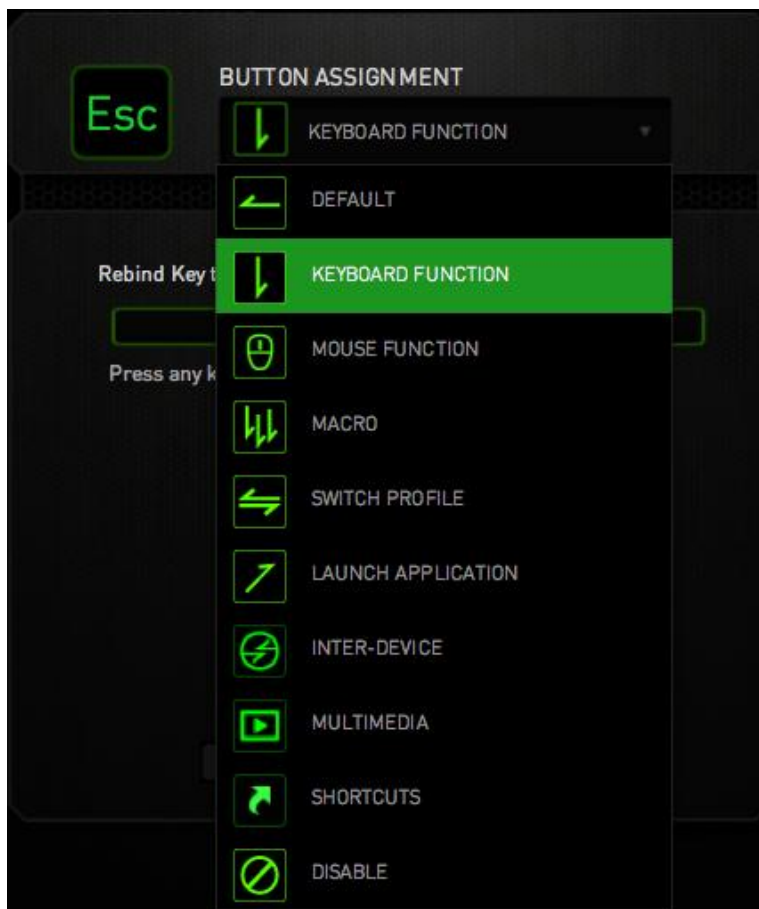 Esc
BUTTON ASSIGNMENT
KEYBOARD FUNCTION
DEFAULT
Rebind Key t
KEYBOARD FUNCTION
MOUSE FUNCTION
Press any k
MACRO
SWITCH PROFILE
LAUNCH APPLICATION
INTER-DEVICE
MULTIMEDIA
SHORTCUTS
DISABLE